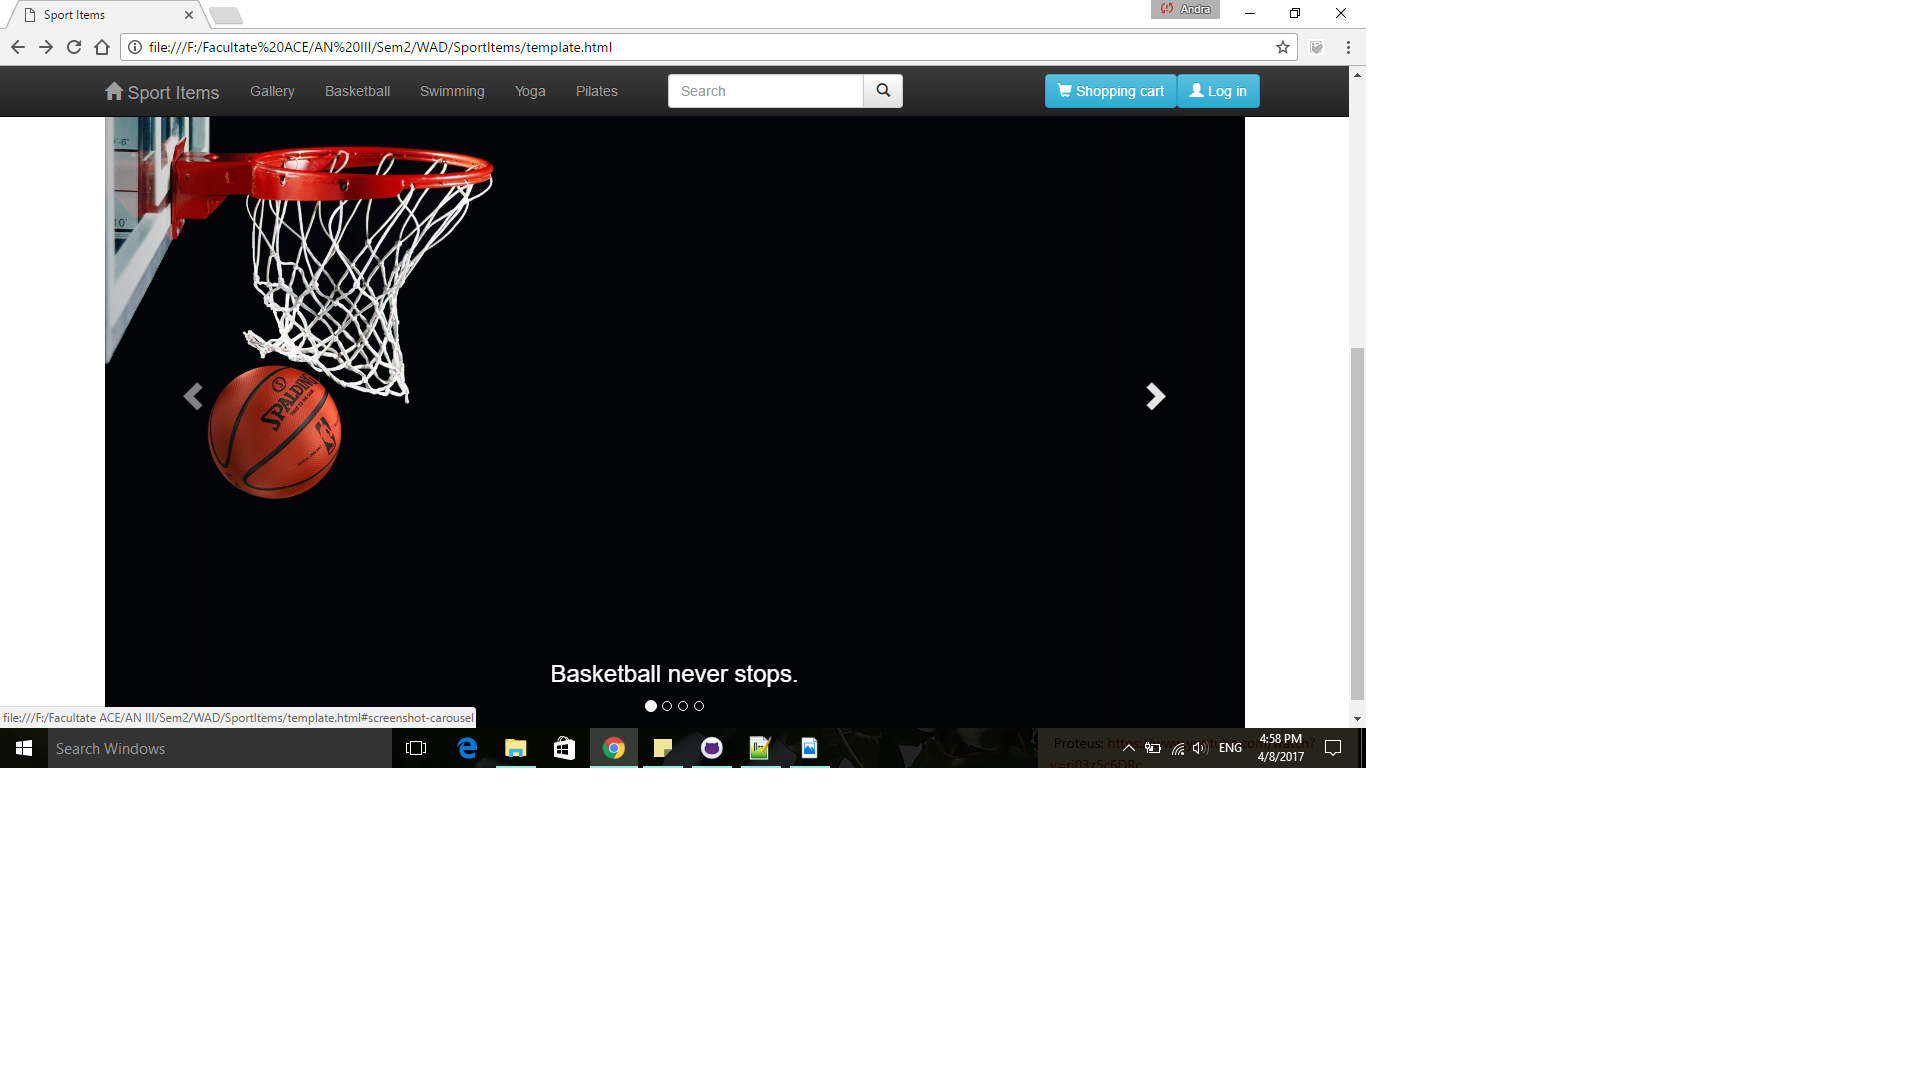 Sport Items
Andra
file:///F:/Facultate%20ACE/AN%20III/Sem2/WAD/SportItems/template.html
Sport Items Gallery Basketball Swimming Yoga Pilates Search Shopping cart Log in
10'
SPALDING
Basketball never stops.
file:///F:/Facultate ACE/AN III/Sem2/WAD/SportItems/template.html#screenshot-carousel
Search Windows
Proteus:
ENG
4:58 PM
4/8/2017